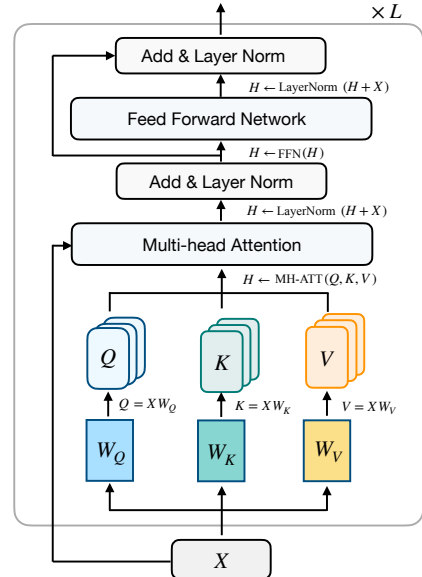 × L
Add & Layer Norm
H ← LayerNorm (H + X)
Feed Forward Network
H ← FFN(H)
Add & Layer Norm
H ← LayerNorm (H + X)
Multi-head Attention
H ← MH-ATT(Q, K, V)
Q K V
Q = XW_Q K = XW_K V = XW_V
W_Q W_K W_V
X